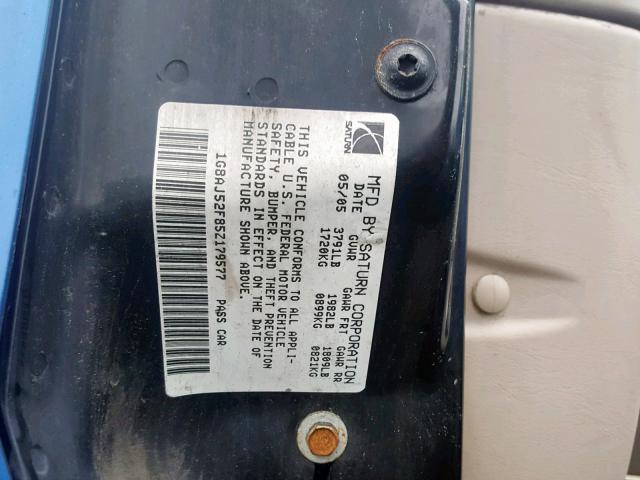 SATURN
MFD BY SATURN CORPORATION
DATE GVWR GAWR FRT GAWR RR
05/05 3791LB 1982LB 1809LB
1720KG 0899KG 0821KG
THIS VEHICLE CONFORMS TO ALL APPLI-
CABLE U.S. FEDERAL MOTOR VEHICLE
SAFETY, BUMPER, AND THEFT PREVENTION
STANDARDS IN EFFECT ON THE DATE OF
MANUFACTURE SHOWN ABOVE.
1G8AJ52F85Z179577 PASS CAR